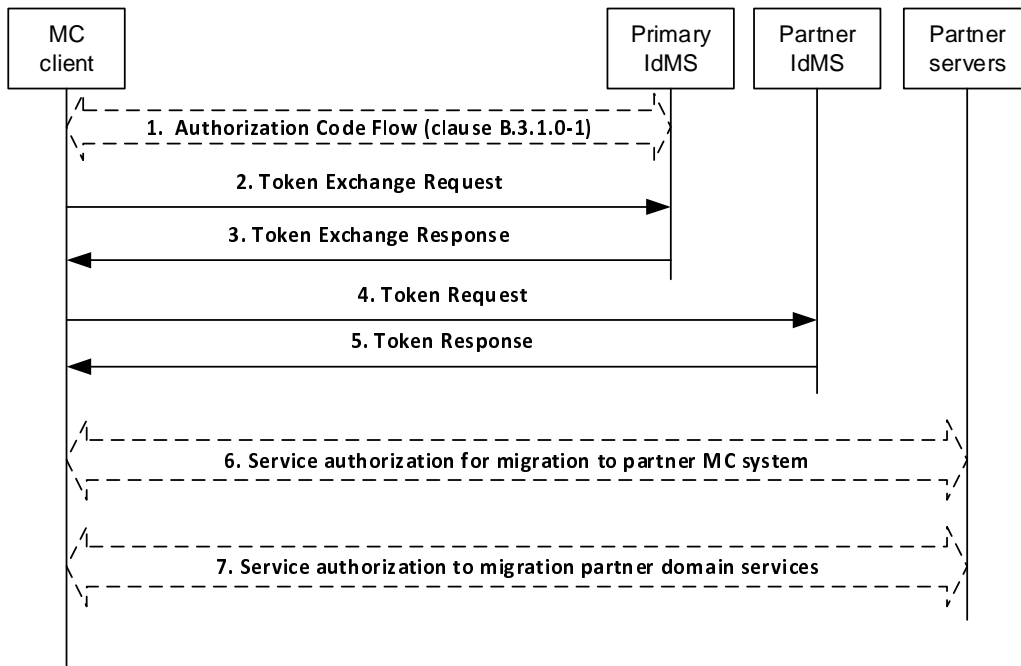 MC
client
Primary
IdMS
Partner
IdMS
Partner
servers
1. Authorization Code Flow (clause B.3.1.0-1)
2. Token Exchange Request
3. Token Exchange Response
4. Token Request
5. Token Response
6. Service authorization for migration to partner MC system
7. Service authorization to migration partner domain services